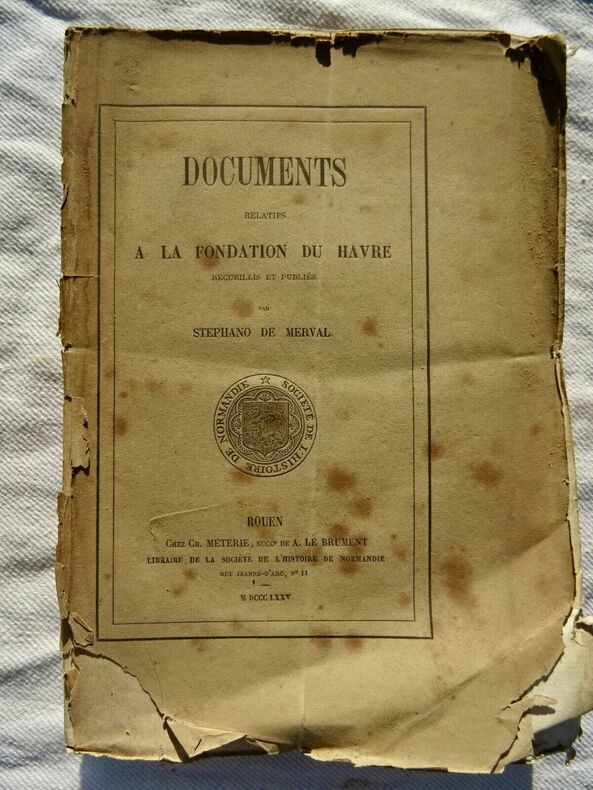 DOCUMENTS
RELATIFS
A LA FONDATION DU HAVRE
RECUEILLIS ET PUBLIÉS
PAR
STEPHANO DE MERVAL.
SOCIÉTÉ DE L'HISTOIRE DE NORMANDIE
ROUEN
CHEZ CH. MÉTÉRIE, SUCCr DE A. LE BRUMENT
LIBRAIRE DE LA SOCIÉTÉ DE L'HISTOIRE DE NORMANDIE
RUE JEANNE-D'ARC, No 11
M DCCC LXXV